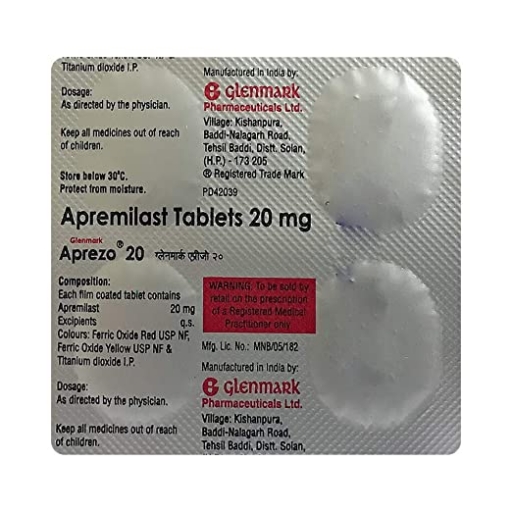 Titanium dioxide I.P.
Dosage:
As directed by the physician.
Keep all medicines out of reach
of children.
Store below 30°C.
Protect from moisture.
Manufactured in India by:
Glenmark
Pharmaceuticals Ltd.
Village: Kishanpura,
Baddi-Nalagarh Road,
Tehsil Baddi, Distt. Solan,
(H.P.) - 173 205
® Registered Trade Mark
PD42039
Apremilast Tablets 20 mg
Glenmark
Aprezo® 20 ग्लेनमार्क एप्रीजो २०
Composition:
Each film coated tablet contains
Apremilast 20 mg
Excipients q.s.
Colours: Ferric Oxide Red USP NF,
Ferric Oxide Yellow USP NF &
Titanium dioxide I.P.
Dosage:
As directed by the physician.
Keep all medicines out of reach
of children.
WARNING: To be sold by
retail on the prescription
of a Registered Medical
Practitioner only
Mfg. Lic. No.: MNB/05/182
Manufactured in India by:
Glenmark
Pharmaceuticals Ltd.
Village: Kishanpura,
Baddi-Nalagarh Road,
Tehsil Baddi, Distt. Solan,